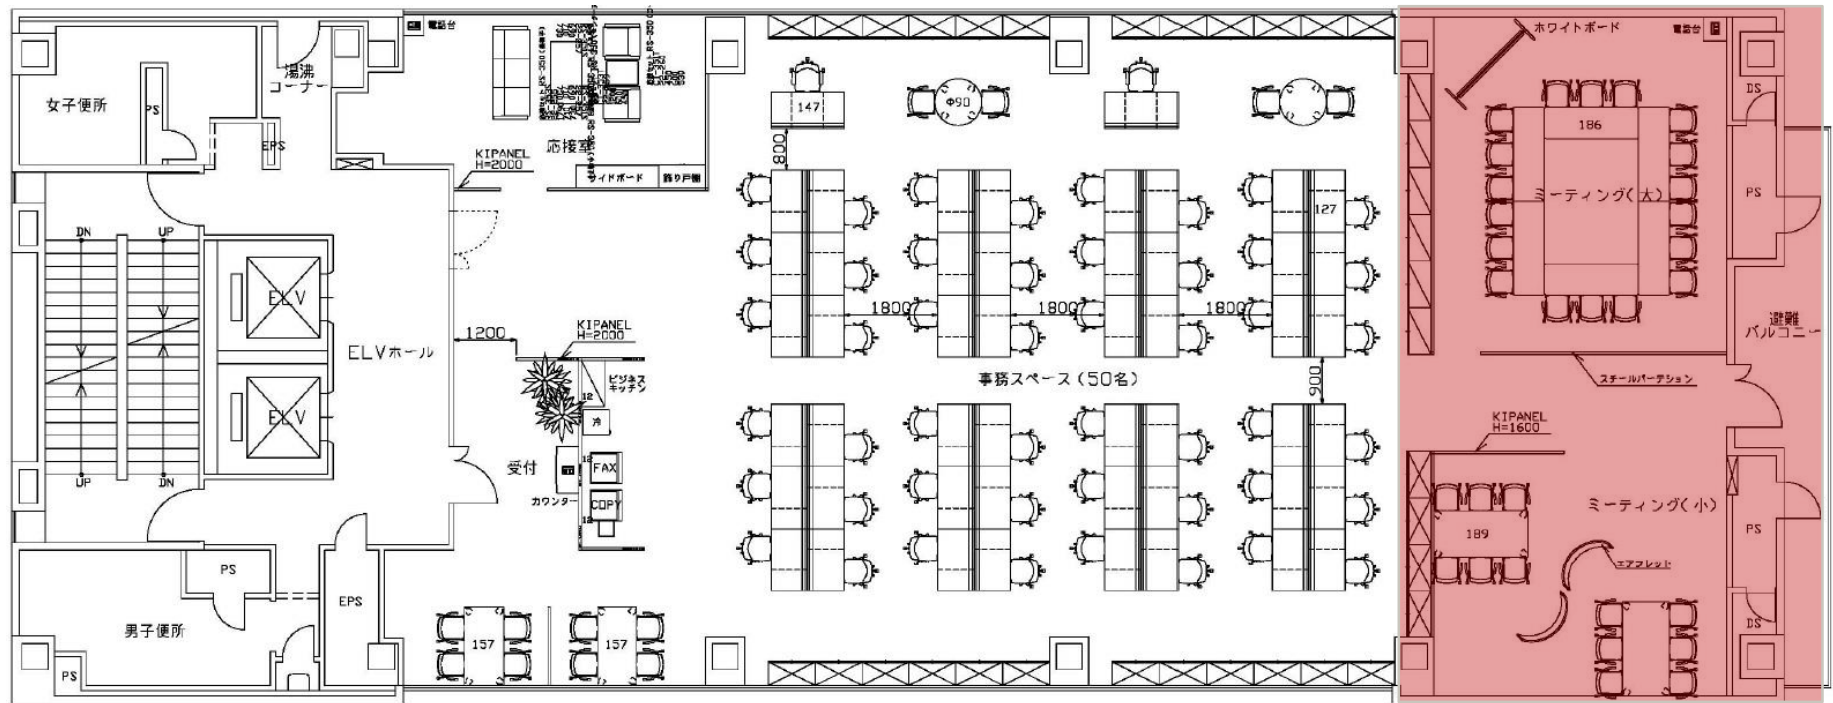 電話台
ホワイトボード
電話台
湯沸
コーナー
女子便所
PS
EPS
応接室
KIPANEL
H=2000
サイドボード
飾り戸棚
147
Φ90
800
186
DS
ミーティング(大)
PS
127
DN
UP
ELV
1800
1800
1800
避難
バルコニー
1200
KIPANEL
H=2000
ELVホール
ビジネス
キッチン
12
事務スペース(50名)
900
スチールパーテション
ELV
冷
KIPANEL
H=1600
受付
12
FAX
UP
DN
カウンター
COPY
12
ミーティング(小)
189
PS
エアフレット
PS
EPS
男子便所
157
157
DS
PS